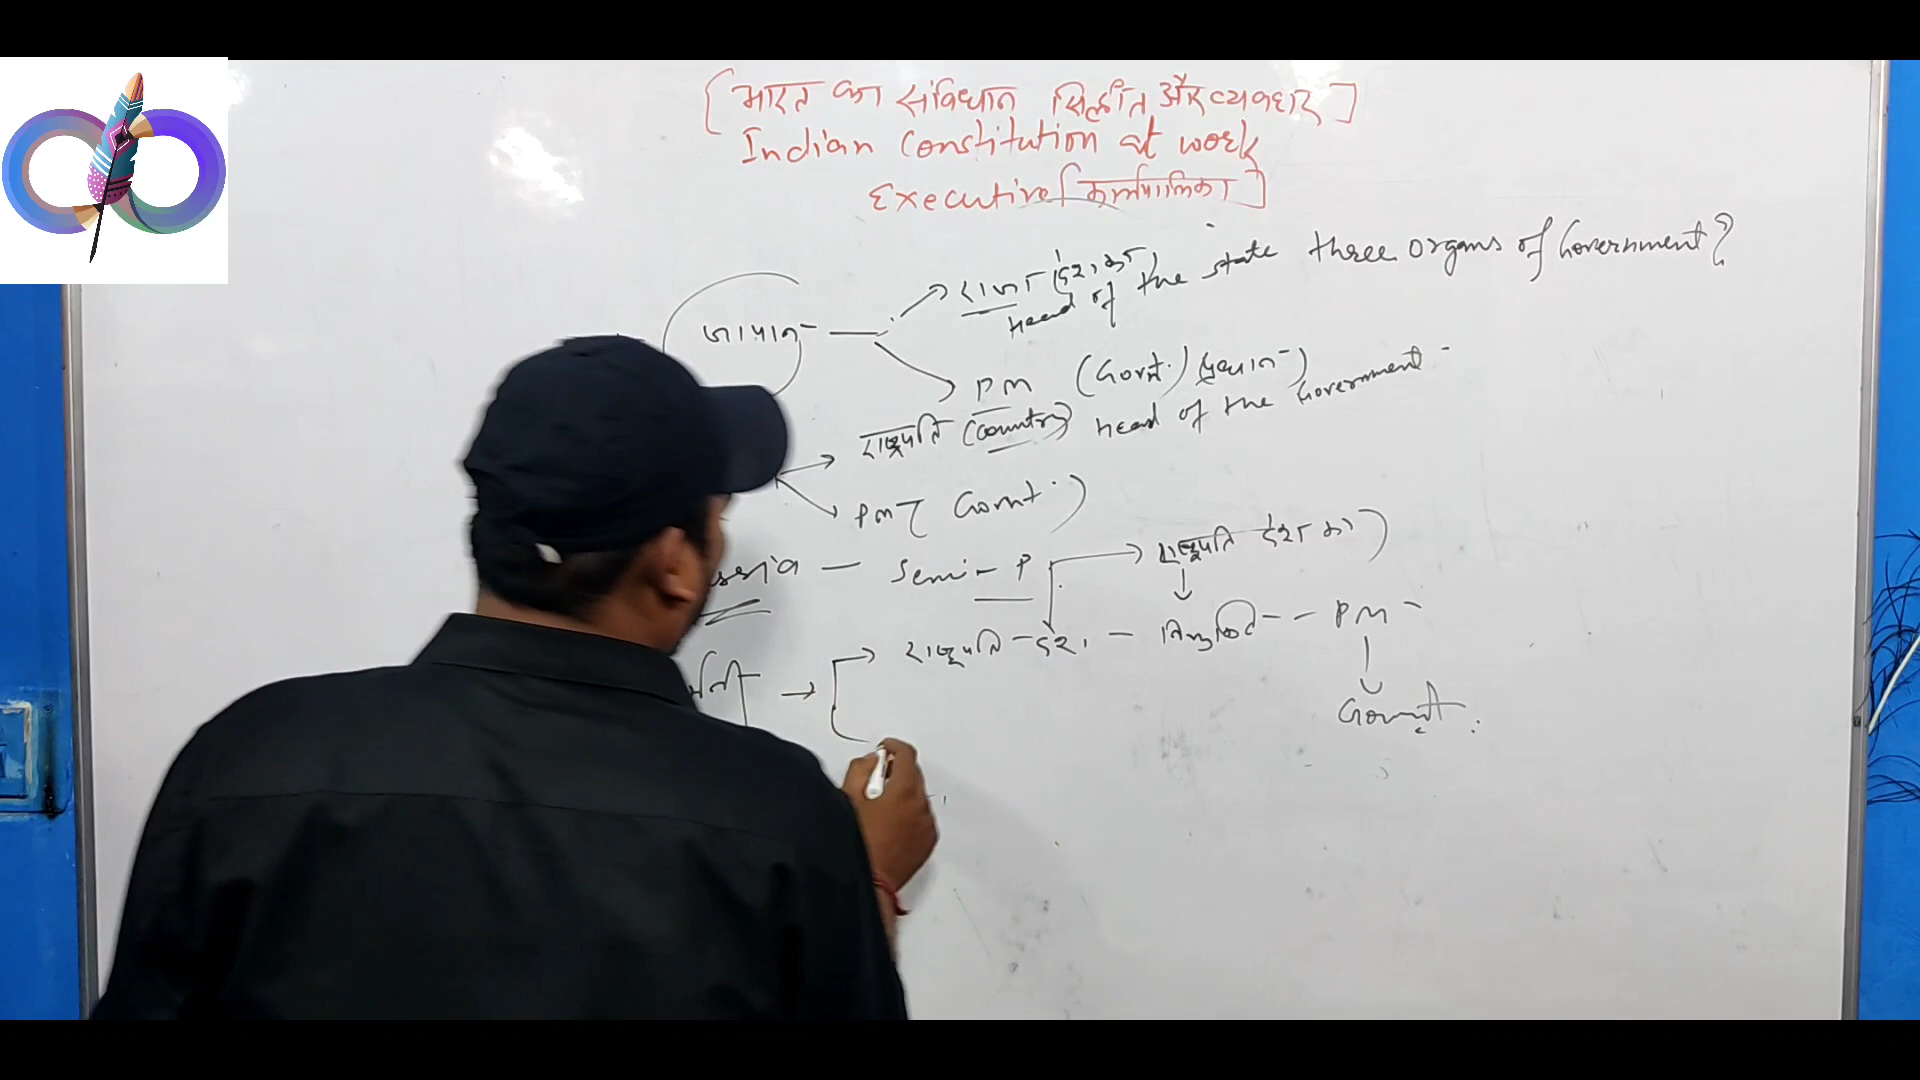 [भारत का संविधान सिद्धांत और व्यवहार]
Indian Constitution at work
Executive [कार्यपालिका]
three organs of Government?
जापान → राजा
Head of the state
PM (Govt.) प्रधान
राष्ट्रपति (Country) Head of the Government
PM (Govt.)
Semi - P → राष्ट्रपति
राष्ट्रपति - नियुक्ति - PM
Govt.